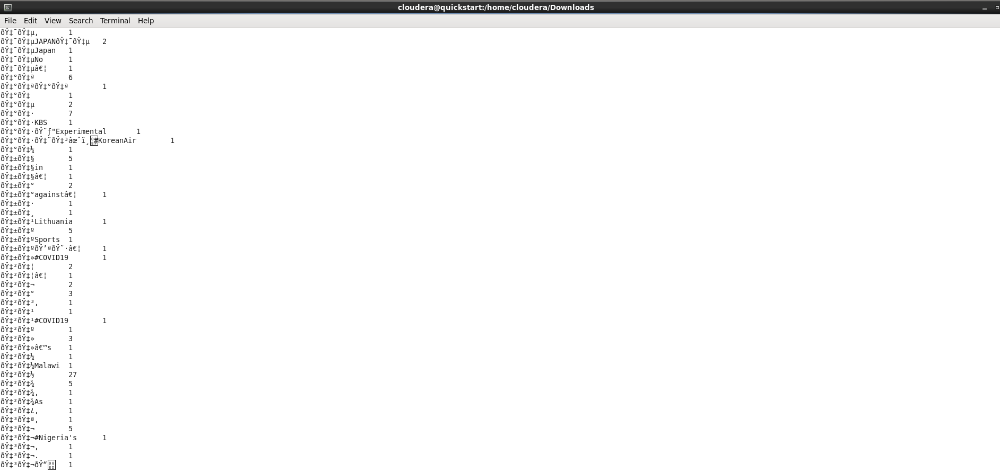 cloudera@quickstart:/home/cloudera/Downloads
File Edit View Search Terminal Help
ðŸ‡¯ðŸ‡µ, 1
ðŸ‡¯ðŸ‡µJAPANðŸ‡¯ðŸ‡µ 2
ðŸ‡¯ðŸ‡µJapan 1
ðŸ‡¯ðŸ‡µNo 1
ðŸ‡¯ðŸ‡µâ€¦ 1
ðŸ‡°ðŸ‡ª 6
ðŸ‡°ðŸ‡ªðŸ‡°ðŸ‡ª 1
ðŸ‡°ðŸ‡ 1
ðŸ‡°ðŸ‡µ 2
ðŸ‡°ðŸ‡· 7
ðŸ‡°ðŸ‡·KBS 1
ðŸ‡°ðŸ‡·ðŸ˜ƒ"Experimental 1
ðŸ‡°ðŸ‡·ðŸ‡¨ðŸ‡³âœˆï¸#KoreanAir 1
ðŸ‡°ðŸ‡¼ 1
ðŸ‡±ðŸ‡§ 5
ðŸ‡±ðŸ‡§in 1
ðŸ‡±ðŸ‡§â€¦ 1
ðŸ‡±ðŸ‡° 2
ðŸ‡±ðŸ‡°againstâ€¦ 1
ðŸ‡±ðŸ‡· 1
ðŸ‡±ðŸ‡¸ 1
ðŸ‡±ðŸ‡¹Lithuania 1
ðŸ‡±ðŸ‡º 5
ðŸ‡±ðŸ‡ºSports 1
ðŸ‡±ðŸ‡ºðŸ’ªðŸ˜·â€¦ 1
ðŸ‡±ðŸ‡»#COVID19 1
ðŸ‡²ðŸ‡¦ 2
ðŸ‡²ðŸ‡¦â€¦ 1
ðŸ‡²ðŸ‡¬ 2
ðŸ‡²ðŸ‡° 3
ðŸ‡²ðŸ‡³, 1
ðŸ‡²ðŸ‡¹ 1
ðŸ‡²ðŸ‡¹#COVID19 1
ðŸ‡²ðŸ‡º 1
ðŸ‡²ðŸ‡» 3
ðŸ‡²ðŸ‡»â€™s 1
ðŸ‡²ðŸ‡¼ 1
ðŸ‡²ðŸ‡¼Malawi 1
ðŸ‡²ðŸ‡½ 27
ðŸ‡²ðŸ‡¾ 5
ðŸ‡²ðŸ‡¾, 1
ðŸ‡²ðŸ‡¾As 1
ðŸ‡²ðŸ‡¿, 1
ðŸ‡³ðŸ‡ª, 1
ðŸ‡³ðŸ‡¬ 5
ðŸ‡³ðŸ‡¬#Nigeria's 1
ðŸ‡³ðŸ‡¬, 1
ðŸ‡³ðŸ‡¬. 1
ðŸ‡³ðŸ‡¬ðŸ“ 1